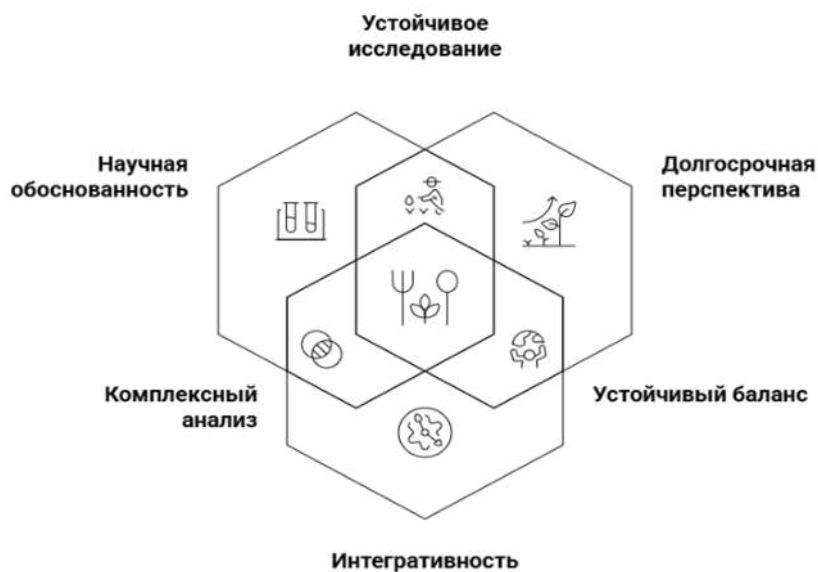 Устойчивое
исследование
Научная
обоснованность
Долгосрочная
перспектива
Комплексный
анализ
Устойчивый баланс
Интегративность